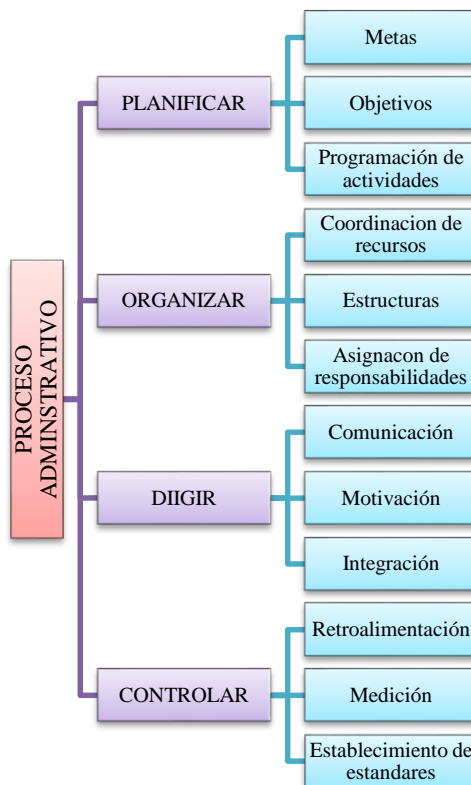 PROCESO
ADMINSTRATIVO
PLANIFICAR
Metas
Objetivos
Programación de
actividades
ORGANIZAR
Coordinacion de
recursos
Estructuras
Asignacon de
responsabilidades
DIIGIR
Comunicación
Motivación
Integración
CONTROLAR
Retroalimentación
Medición
Establecimiento de
estandares